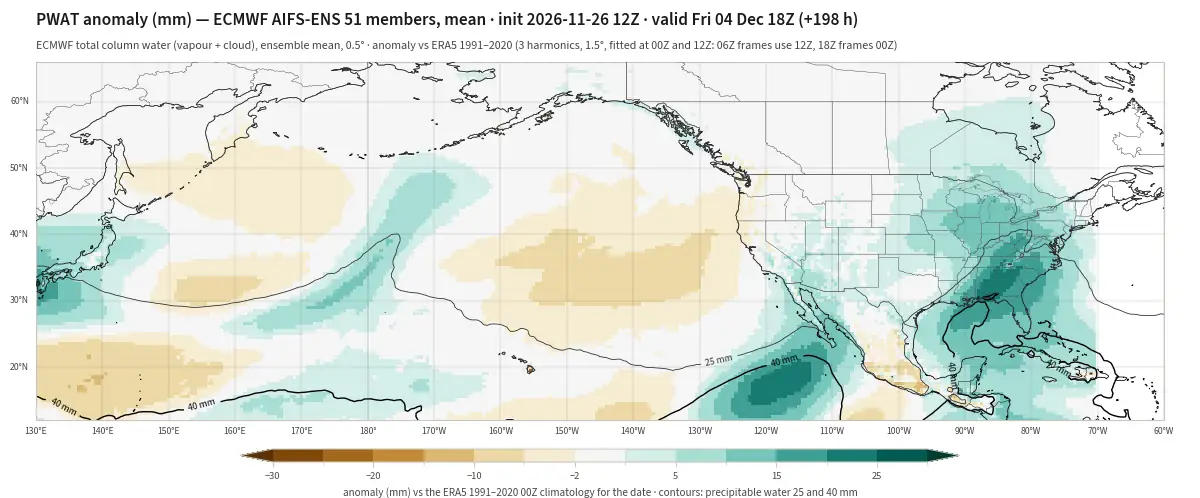 PWAT anomaly (mm) — ECMWF AIFS-ENS 51 members, mean · init 2026-11-26 12Z · valid Fri 04 Dec 18Z (+198 h)
ECMWF total column water (vapour + cloud), ensemble mean, 0.5° · anomaly vs ERA5 1991–2020 (3 harmonics, 1.5°, fitted at 00Z and 12Z: 06Z frames use 12Z, 18Z frames 00Z)
60°N
50°N
40°N
30°N
20°N
25 mm
40 mm
40 mm
40 mm
40 mm
40 mm
130°E 140°E 150°E 160°E 170°E 180° 170°W 160°W 150°W 140°W 130°W 120°W 110°W 100°W 90°W 80°W 70°W 60°W
−30 −20 −10 −2 5 15 25
anomaly (mm) vs the ERA5 1991–2020 00Z climatology for the date · contours: precipitable water 25 and 40 mm